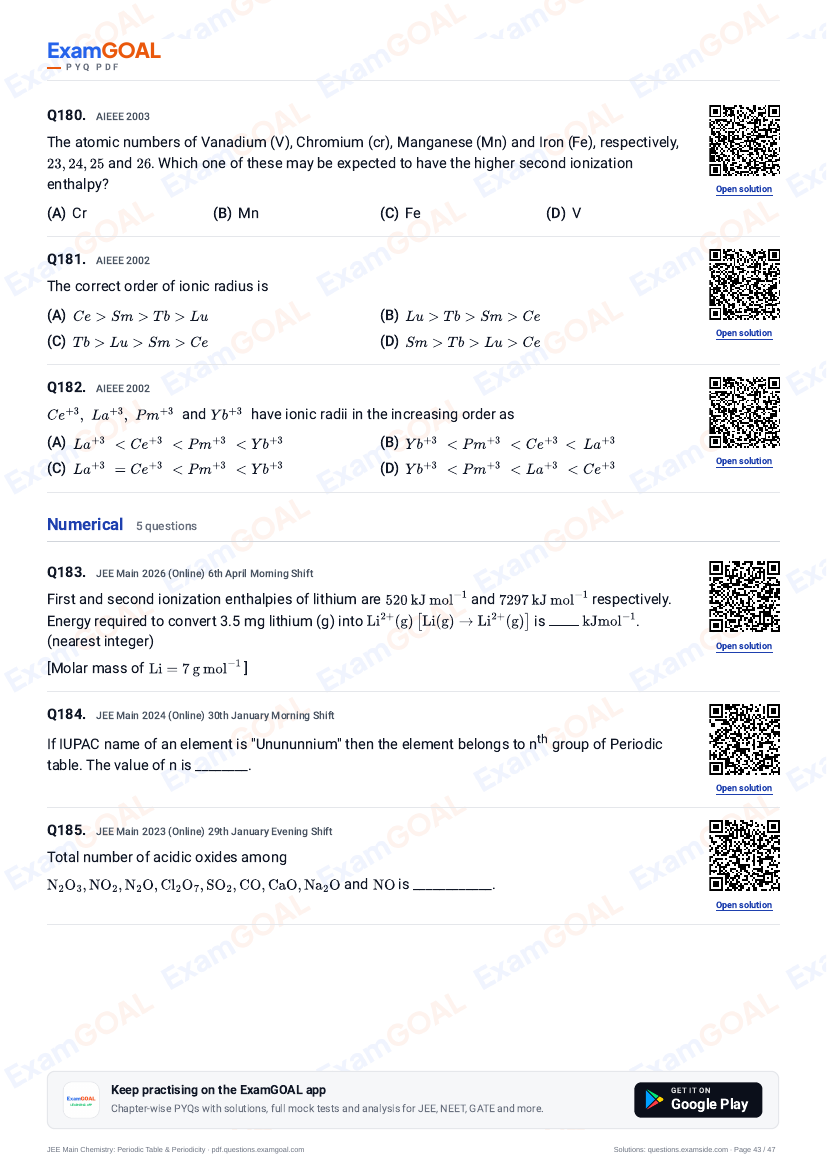 ExamGOAL
PYQ PDF
Q180. AIEEE 2003
The atomic numbers of Vanadium (V), Chromium (cr), Manganese (Mn) and Iron (Fe), respectively,
23, 24, 25 and 26. Which one of these may be expected to have the higher second ionization
enthalpy?
(A) Cr (B) Mn (C) Fe (D) V
Open solution
Q181. AIEEE 2002
The correct order of ionic radius is
(A) Ce > Sm > Tb > Lu (B) Lu > Tb > Sm > Ce
(C) Tb > Lu > Sm > Ce (D) Sm > Tb > Lu > Ce
Open solution
Q182. AIEEE 2002
Ce⁺³, La⁺³, Pm⁺³ and Yb⁺³ have ionic radii in the increasing order as
(A) La⁺³ < Ce⁺³ < Pm⁺³ < Yb⁺³ (B) Yb⁺³ < Pm⁺³ < Ce⁺³ < La⁺³
(C) La⁺³ = Ce⁺³ < Pm⁺³ < Yb⁺³ (D) Yb⁺³ < Pm⁺³ < La⁺³ < Ce⁺³
Open solution
Numerical 5 questions
Q183. JEE Main 2026 (Online) 6th April Morning Shift
First and second ionization enthalpies of lithium are 520 kJ mol⁻¹ and 7297 kJ mol⁻¹ respectively.
Energy required to convert 3.5 mg lithium (g) into Li²⁺(g) [Li(g) → Li²⁺(g)] is ____ kJmol⁻¹.
(nearest integer)
[Molar mass of Li = 7 g mol⁻¹]
Open solution
Q184. JEE Main 2024 (Online) 30th January Morning Shift
If IUPAC name of an element is "Unununnium" then the element belongs to nᵗʰ group of Periodic
table. The value of n is _______.
Open solution
Q185. JEE Main 2023 (Online) 29th January Evening Shift
Total number of acidic oxides among
N₂O₃, NO₂, N₂O, Cl₂O₇, SO₂, CO, CaO, Na₂O and NO is ___________.
Open solution
Keep practising on the ExamGOAL app
Chapter-wise PYQs with solutions, full mock tests and analysis for JEE, NEET, GATE and more.
GET IT ON
Google Play
JEE Main Chemistry: Periodic Table & Periodicity · pdf.questions.examgoal.com
Solutions: questions.examside.com · Page 43 / 47